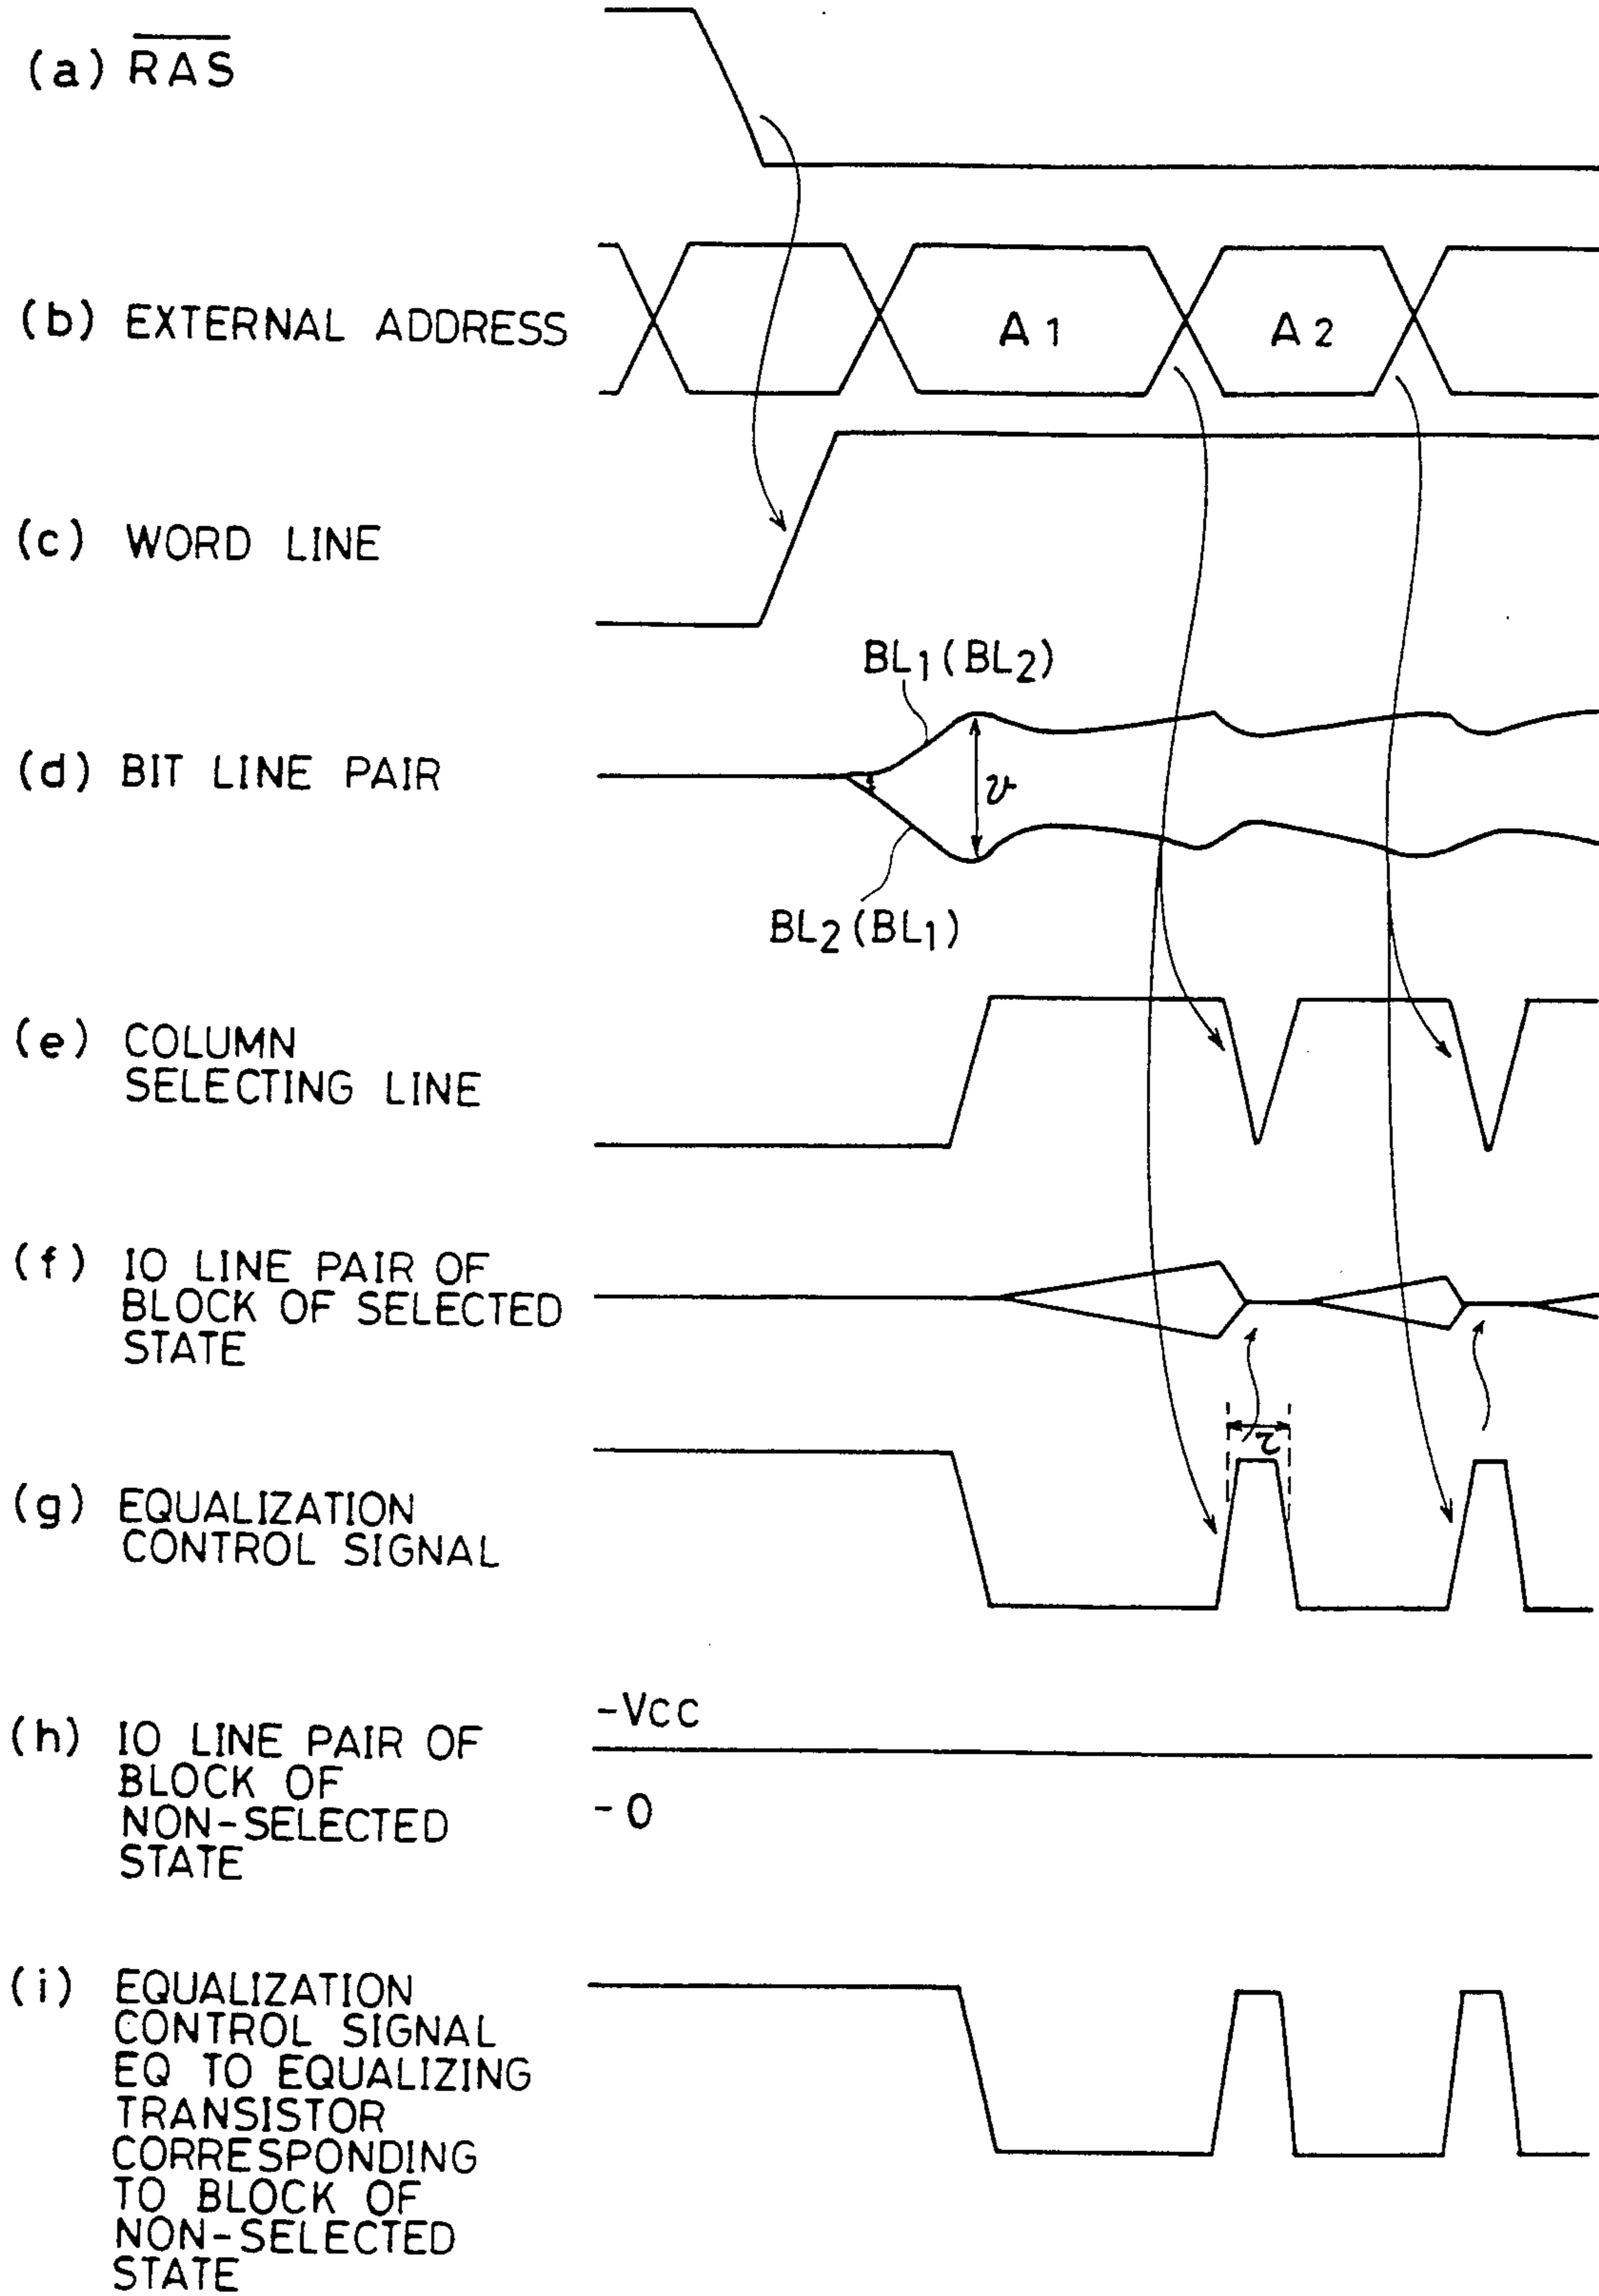 (a) RAS
(b) EXTERNAL ADDRESS
A1
A2
(c) WORD LINE
BL1(BL2)
(d) BIT LINE PAIR
v
BL2(BL1)
(e) COLUMN
SELECTING LINE
(f) IO LINE PAIR OF
BLOCK OF SELECTED
STATE
τ
(g) EQUALIZATION
CONTROL SIGNAL
-Vcc
(h) IO LINE PAIR OF
BLOCK OF
NON-SELECTED
STATE
-0
(i) EQUALIZATION
CONTROL SIGNAL
EQ TO EQUALIZING
TRANSISTOR
CORRESPONDING
TO BLOCK OF
NON-SELECTED
STATE